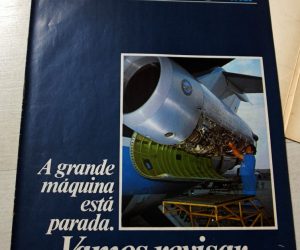 A grande
máquina
está
parada.
Vamos revisar